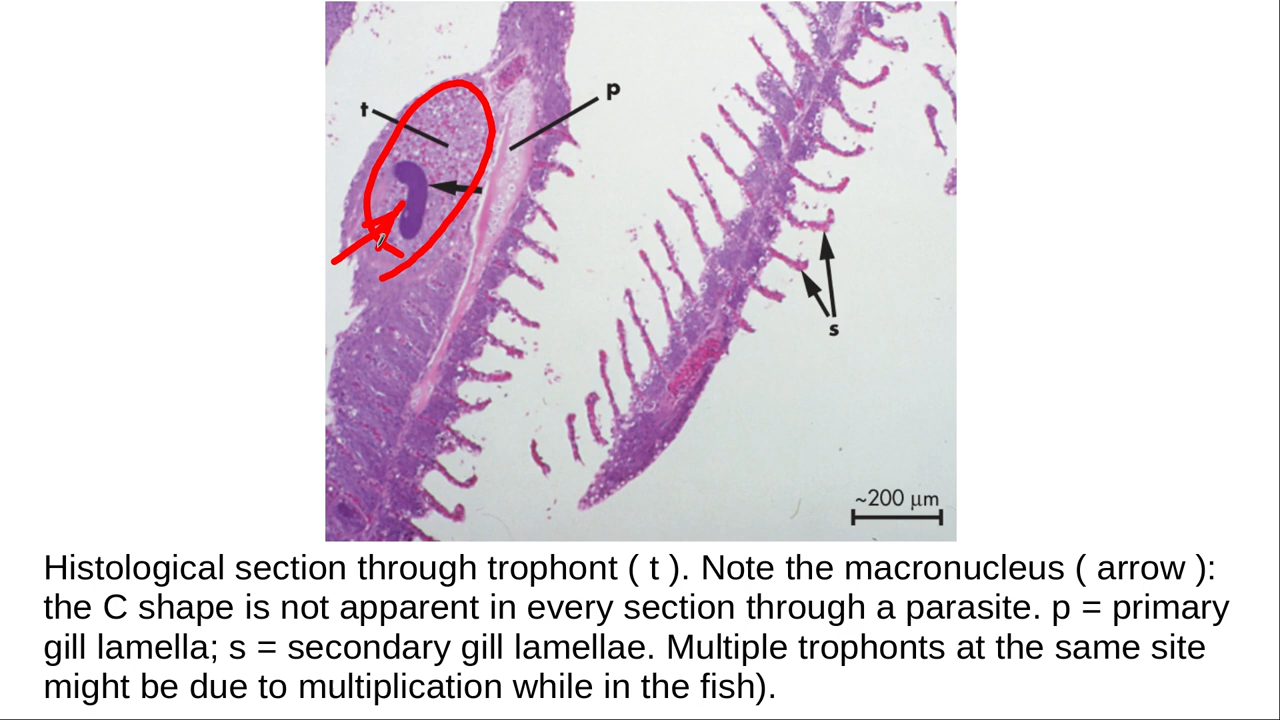 t
p
s
~200 µm
Histological section through trophont ( t ). Note the macronucleus ( arrow ):
the C shape is not apparent in every section through a parasite. p = primary
gill lamella; s = secondary gill lamellae. Multiple trophonts at the same site
might be due to multiplication while in the fish).